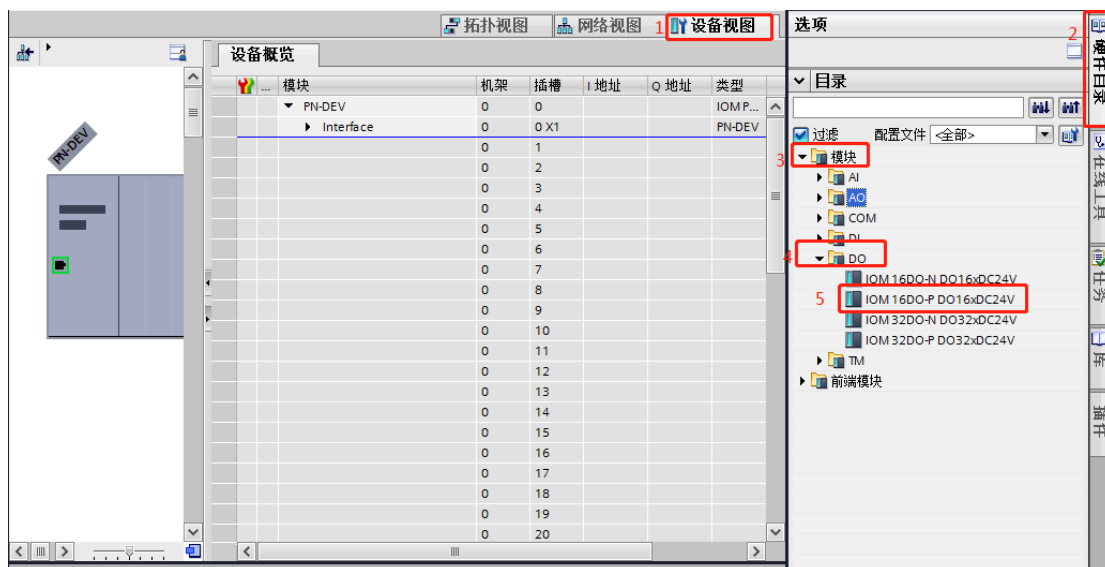 拓扑视图 网络视图 1 设备视图
选项
2
硬件目录
设备概览
目录
... 模块 机架 插槽 I 地址 Q 地址 类型
PN-DEV 0 0 IOM P...
Interface 0 0 X1 PN-DEV
0 1
0 2
0 3
0 4
0 5
0 6
0 7
0 8
0 9
0 10
0 11
0 12
0 13
0 14
0 15
0 16
0 17
0 18
0 19
0 20
PN-DEV
过滤 配置文件 <全部>
3 模块
AI
AO
COM
DI
4 DO
IOM 16DO-N DO16xDC24V
5 IOM 16DO-P DO16xDC24V
IOM 32DO-N DO32xDC24V
IOM 32DO-P DO32xDC24V
TM
前端模块
在线工具
任务
库
插件